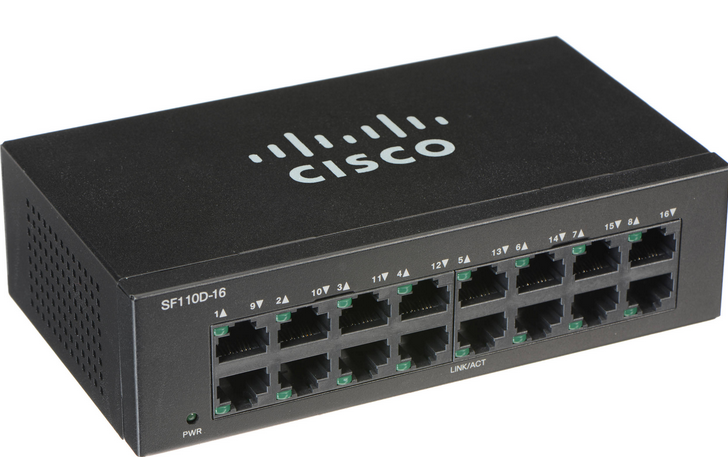 CISCO
SF110D-16
1▲ 9▼ 2▲ 10▼ 3▲ 11▼ 4▲ 12▼ 5▲ 13▼ 6▲ 14▼ 7▲ 15▼ 8▲ 16▼
LINK/ACT
PWR